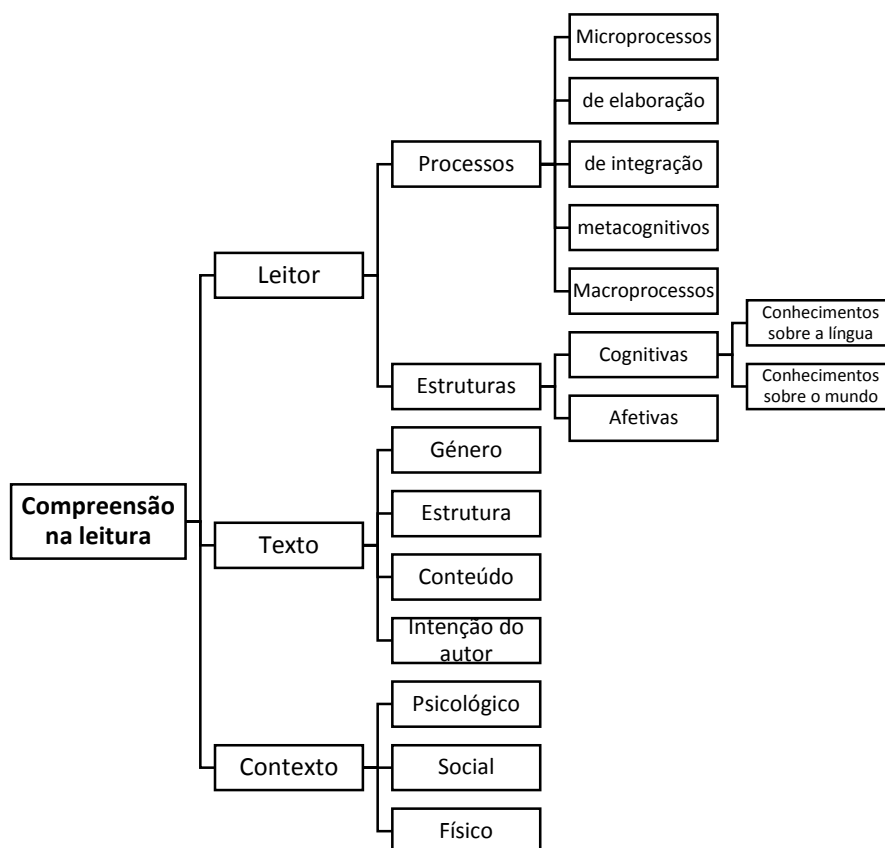 Microprocessos
de elaboração
Processos
de integração
metacognitivos
Leitor
Macroprocessos
Conhecimentos
sobre a língua
Cognitivas
Estruturas
Conhecimentos
sobre o mundo
Afetivas
Género
Compreensão
na leitura
Estrutura
Texto
Conteúdo
Intenção do
autor
Psicológico
Contexto
Social
Físico